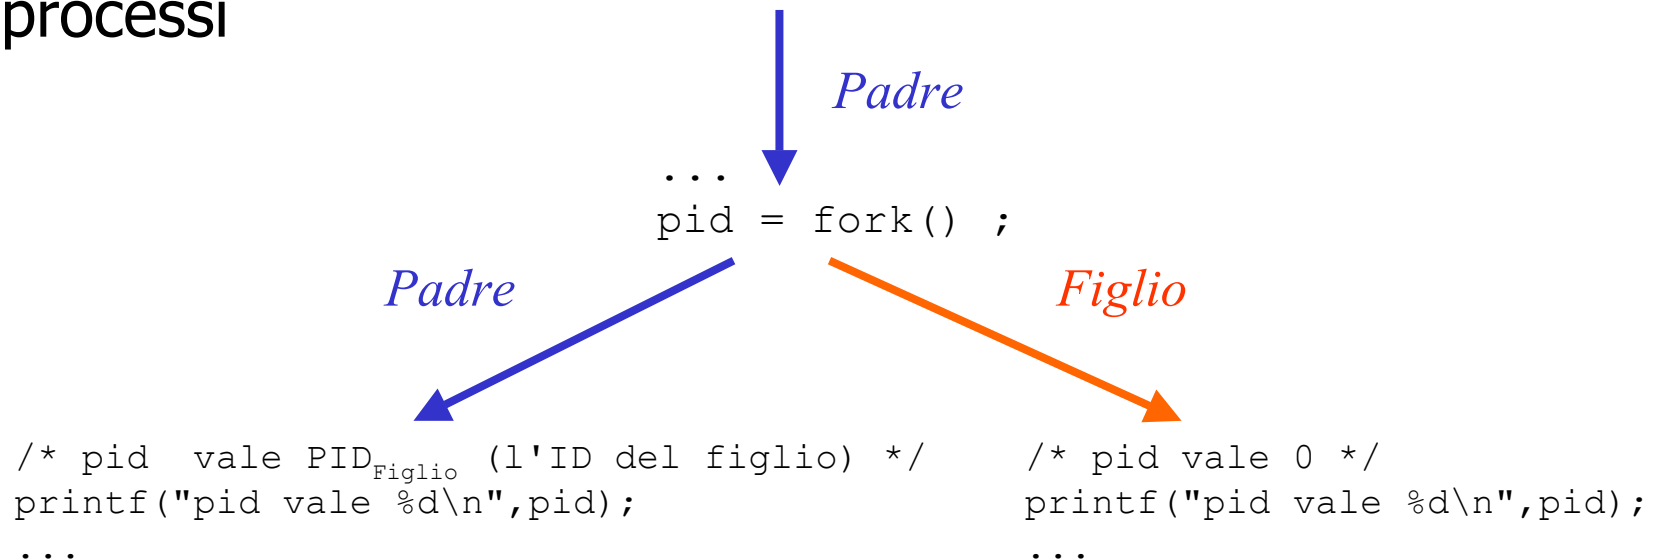 processi
Padre
...
pid = fork() ;
Padre
Figlio
/* pid vale PID_Figlio (l'ID del figlio) */
printf("pid vale %d\n",pid);
...
/* pid vale 0 */
printf("pid vale %d\n",pid);
...